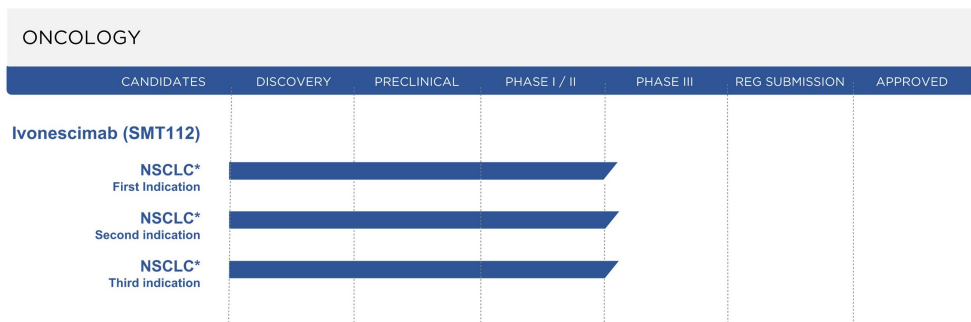 ONCOLOGY
CANDIDATES DISCOVERY PRECLINICAL PHASE I / II PHASE III REG SUBMISSION APPROVED
Ivonescimab (SMT112)
NSCLC*
First Indication
NSCLC*
Second indication
NSCLC*
Third indication